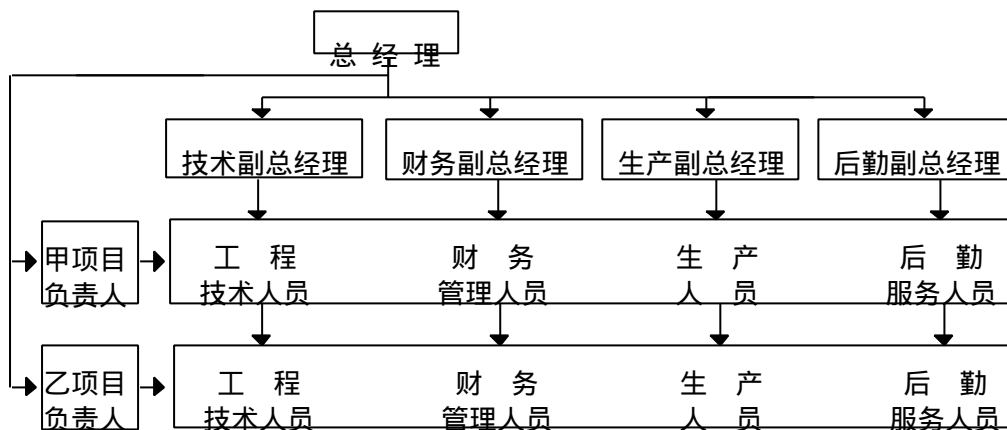 总 经 理
技术副总经理 财务副总经理 生产副总经理 后勤副总经理
甲项目 工 程 财 务 生 产 后 勤
负责人 技术人员 管理人员 人 员 服务人员
乙项目 工 程 财 务 生 产 后 勤
负责人 技术人员 管理人员 人 员 服务人员